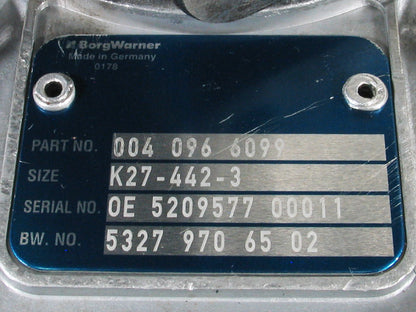 BorgWarner
Made in Germany
0178
PART NO. 004 096 6099
SIZE K27-442-3
SERIAL NO. OE 5209577 00011
BW. NO. 5327 970 65 02